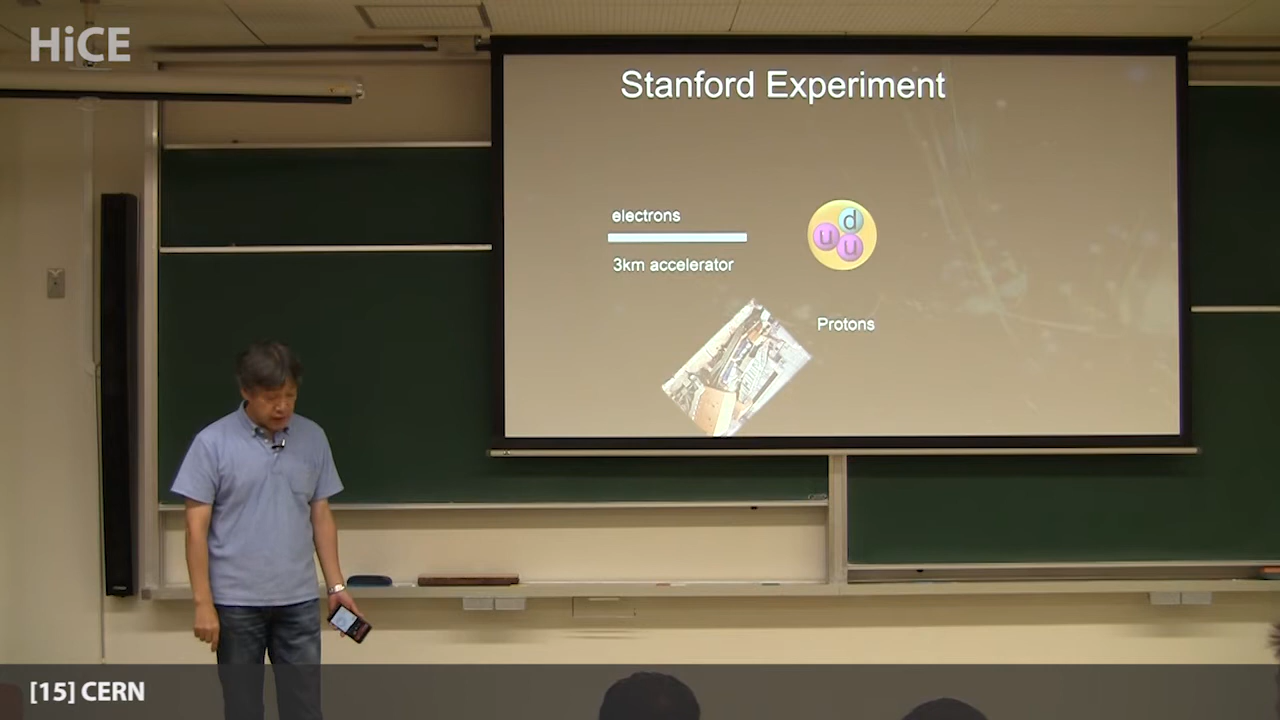 HiCE
Stanford Experiment
electrons
3km accelerator
d
u
u
Protons
[15] CERN